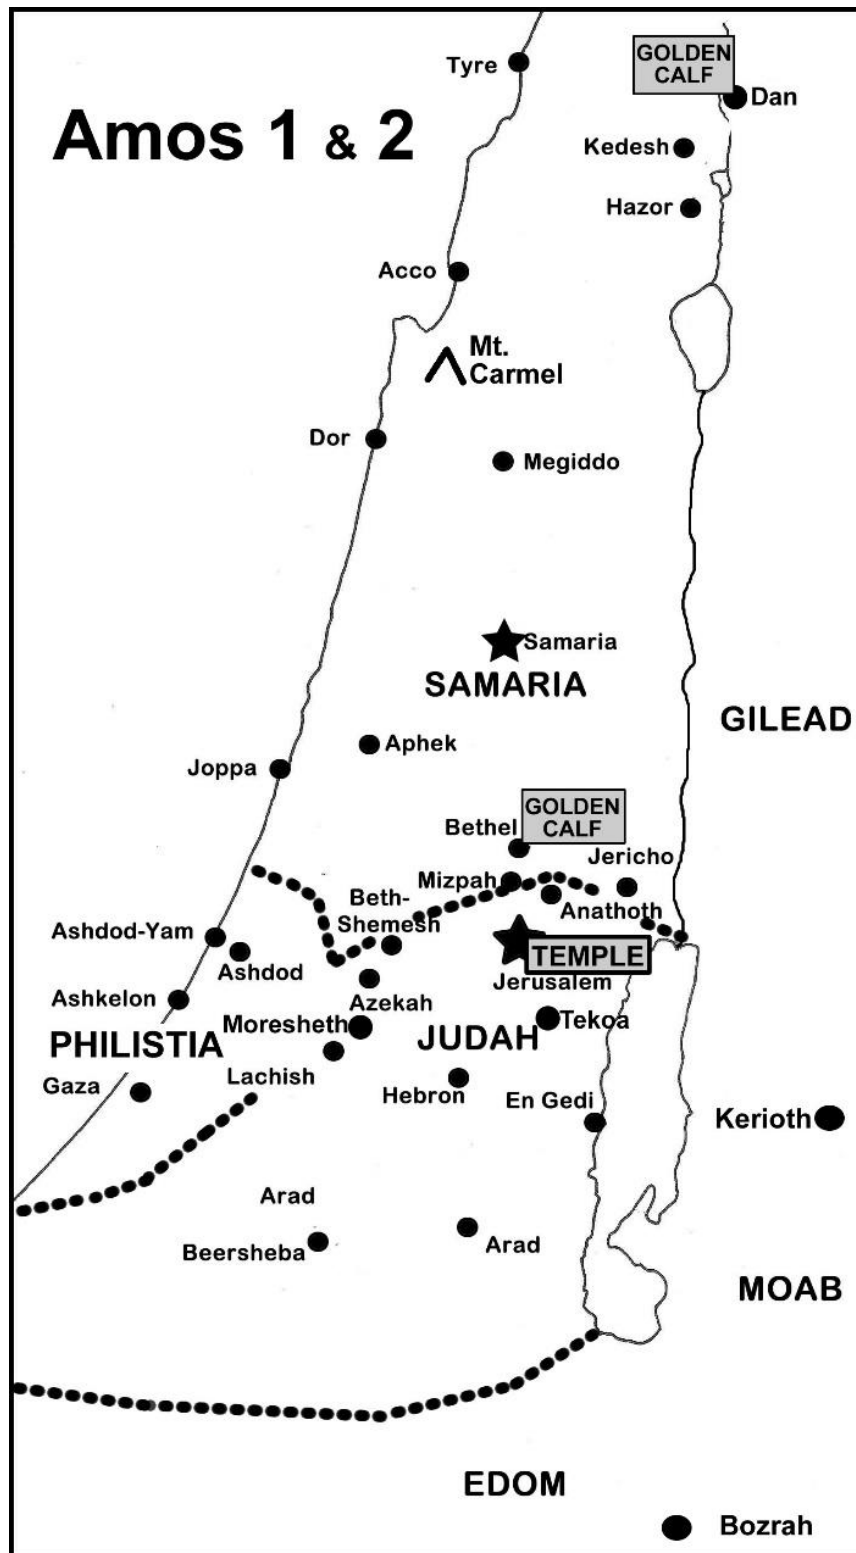 GOLDEN
CALF
Tyre
Dan
Amos 1 & 2
Kedesh
Hazor
Acco
Mt.
Carmel
Dor
Megiddo
Samaria
SAMARIA
GILEAD
Aphek
Joppa
GOLDEN
CALF
Bethel
Jericho
Mizpah
Beth-
Shemesh
Anathoth
Ashdod-Yam
Ashdod
TEMPLE
Jerusalem
Ashkelon
Azekah
Moresheth
Tekoa
PHILISTIA
JUDAH
Lachish
Gaza
Hebron
En Gedi
Kerioth
Arad
Beersheba
Arad
MOAB
EDOM
Bozrah